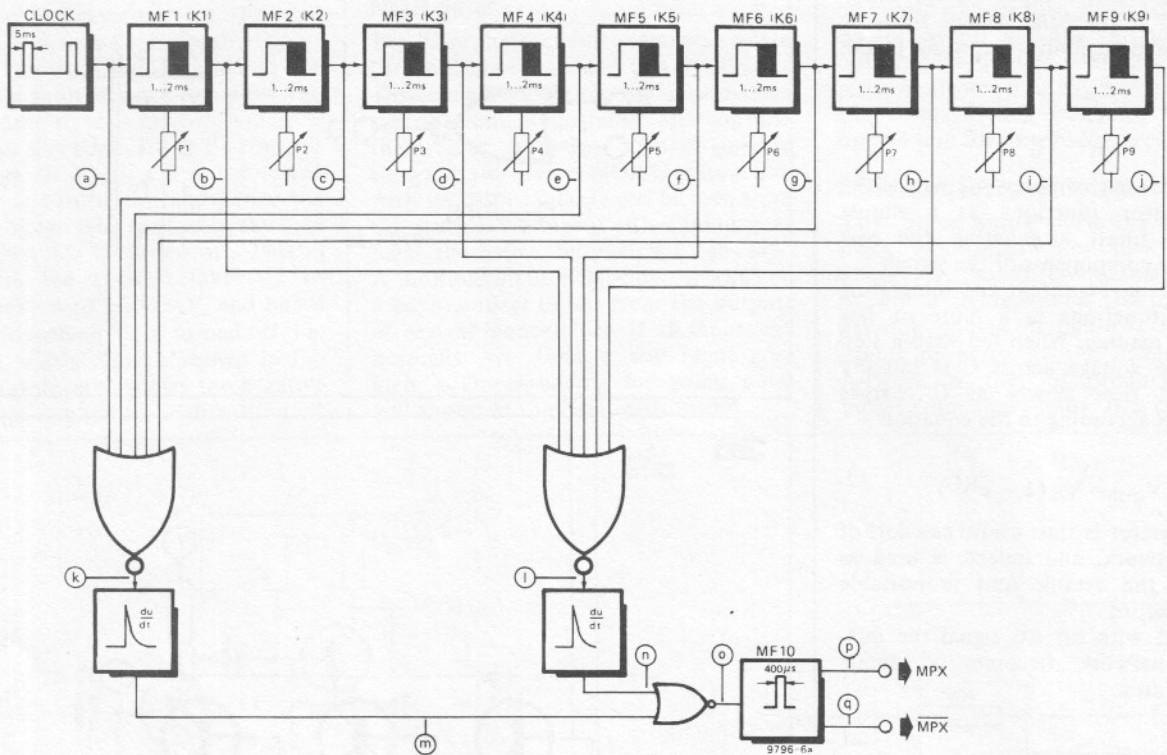 CLOCK MF1 (K1) MF2 (K2) MF3 (K3) MF4 (K4) MF5 (K5) MF6 (K6) MF7 (K7) MF8 (K8) MF9 (K9)
5ms
1...2ms 1...2ms 1...2ms 1...2ms 1...2ms 1...2ms 1...2ms 1...2ms 1...2ms
P1 P2 P3 P4 P5 P6 P7 P8 P9
a b c d e f g h i j
k l
du du
dt dt
n o MF10 p
400µs MPX
q
MPX
m
9796-6a